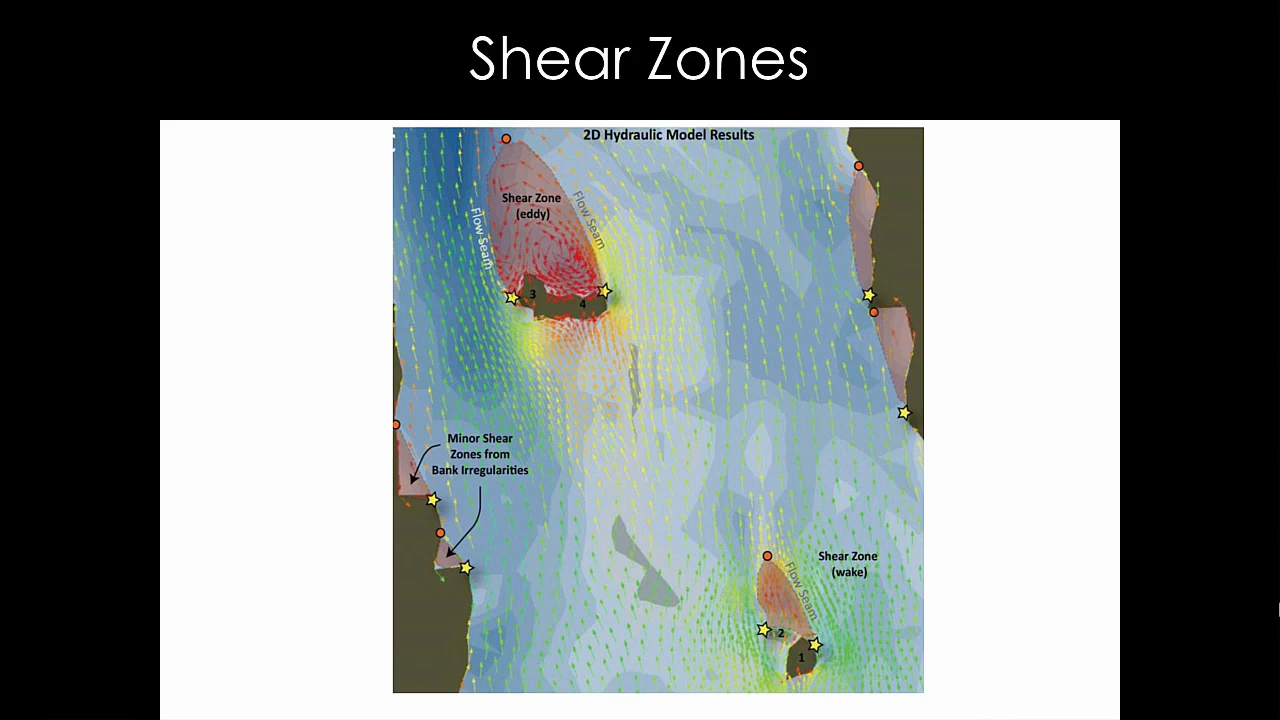 Shear Zones
2D Hydraulic Model Results
Shear Zone
(eddy)
Flow Seam
Flow Seam
3
4
Minor Shear
Zones from
Bank Irregularities
Shear Zone
(wake)
Flow Seam
2
1